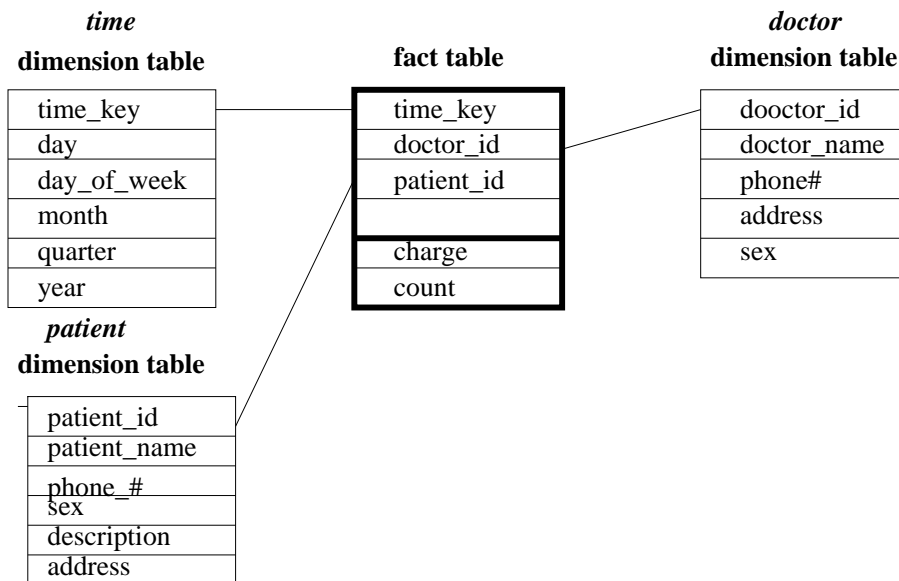 time
dimension table
time_key
day
day_of_week
month
quarter
year
fact table
time_key
doctor_id
patient_id
charge
count
doctor
dimension table
dooctor_id
doctor_name
phone#
address
sex
patient
dimension table
patient_id
patient_name
phone_#
sex
description
address